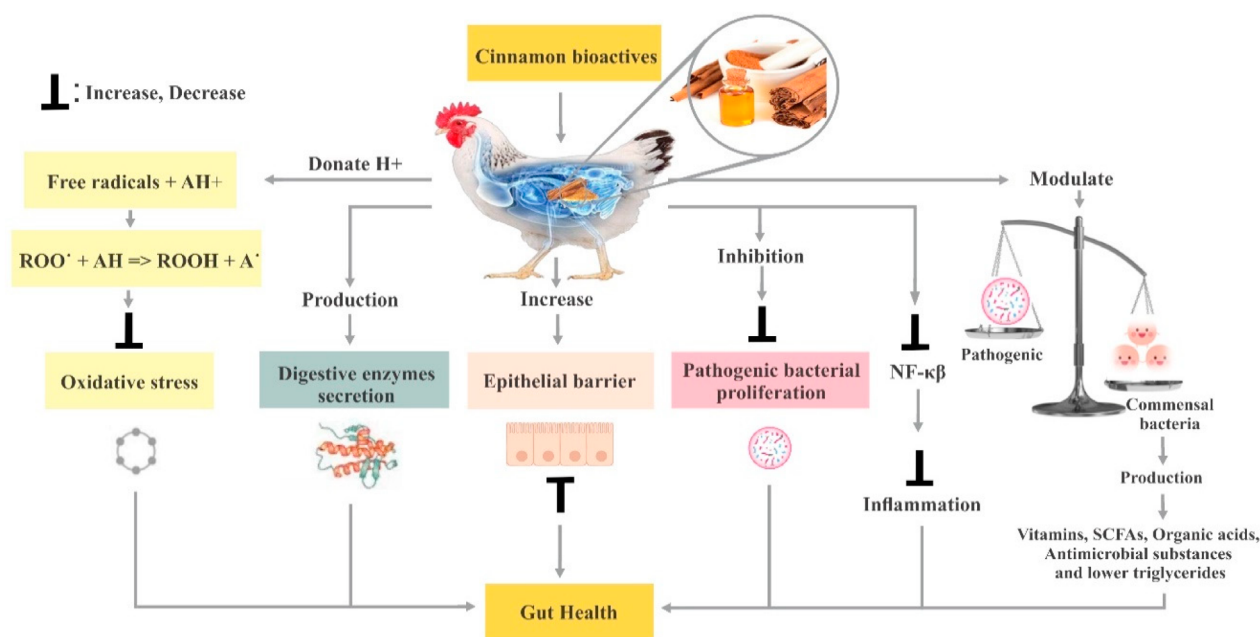 Cinnamon bioactives
: Increase, Decrease
Donate H+
Free radicals + AH+
ROO˙ + AH => ROOH + A˙
Oxidative stress
Production
Digestive enzymes
secretion
Increase
Epithelial barrier
Inhibition
Pathogenic bacterial
proliferation
NF-κβ
Inflammation
Modulate
Pathogenic
Commensal
bacteria
Production
Vitamins, SCFAs, Organic acids,
Antimicrobial substances
and lower triglycerides
Gut Health